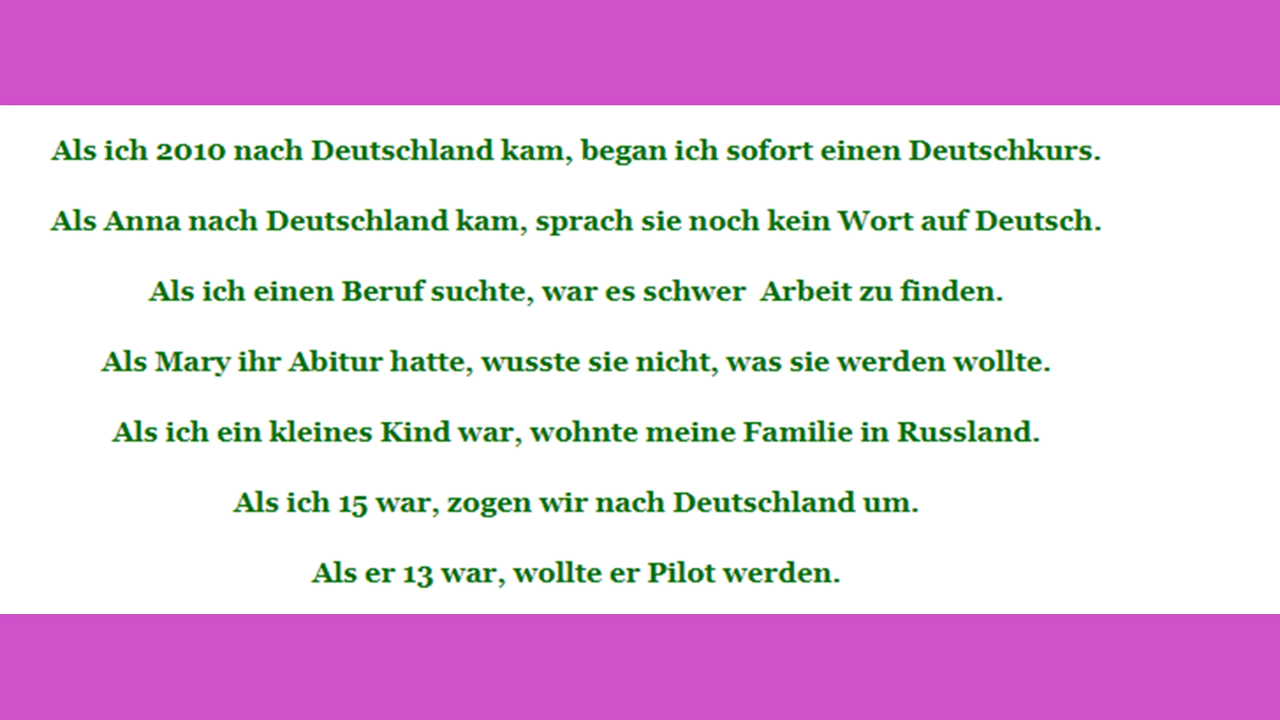 Als ich 2010 nach Deutschland kam, began ich sofort einen Deutschkurs.
Als Anna nach Deutschland kam, sprach sie noch kein Wort auf Deutsch.
Als ich einen Beruf suchte, war es schwer  Arbeit zu finden.
Als Mary ihr Abitur hatte, wusste sie nicht, was sie werden wollte.
Als ich ein kleines Kind war, wohnte meine Familie in Russland.
Als ich 15 war, zogen wir nach Deutschland um.
Als er 13 war, wollte er Pilot werden.